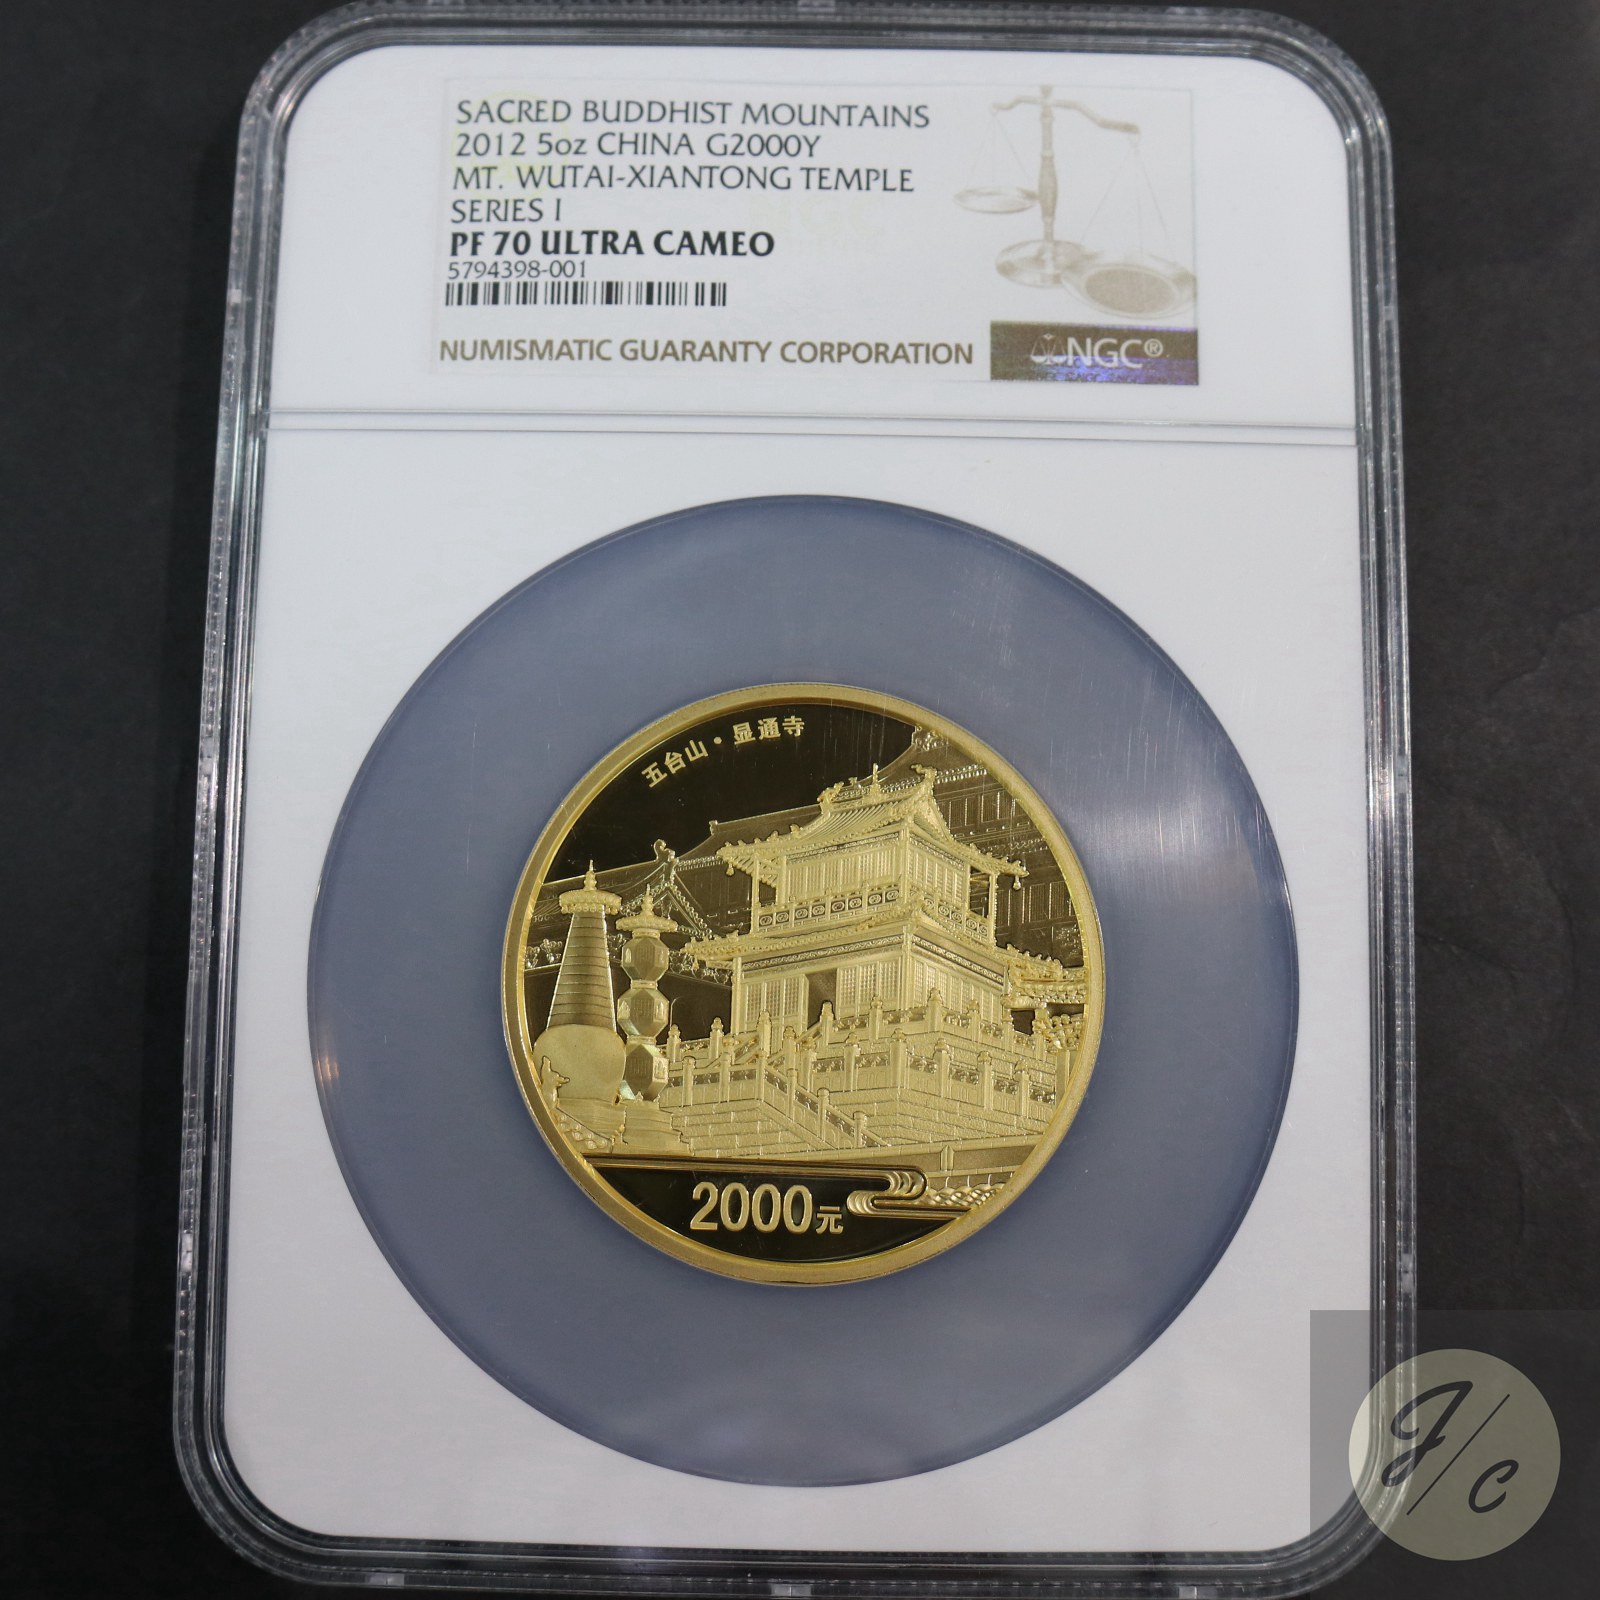 SACRED BUDDHIST MOUNTAINS
2012 5oz CHINA G2000Y
MT. WUTAI-XIANTONG TEMPLE
SERIES I
PF 70 ULTRA CAMEO
5794398-001
NUMISMATIC GUARANTY CORPORATION
NGC®
五台山·显通寺
2000元
J/C